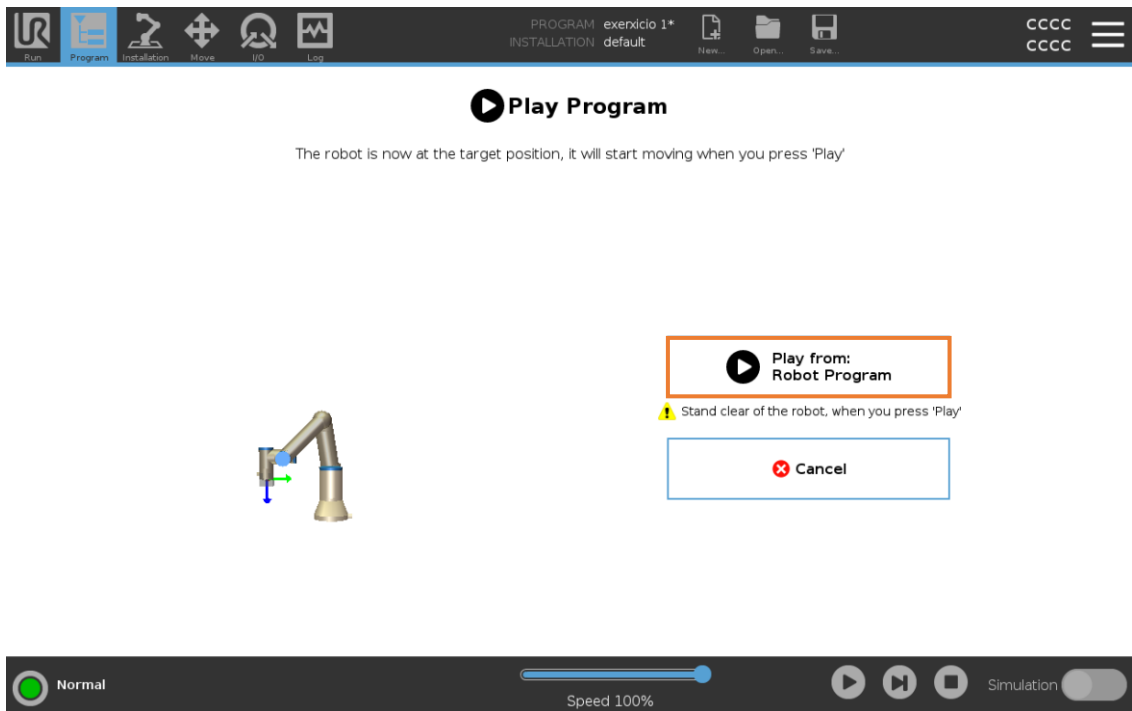 UR
Run
Program
Installation
Move
I/O
Log
PROGRAM exerxicio 1*
INSTALLATION default
New...
Open...
Save...
cccc
cccc
Play Program
The robot is now at the target position, it will start moving when you press 'Play'
Play from:
Robot Program
Stand clear of the robot, when you press 'Play'
Cancel
Normal
Speed 100%
Simulation